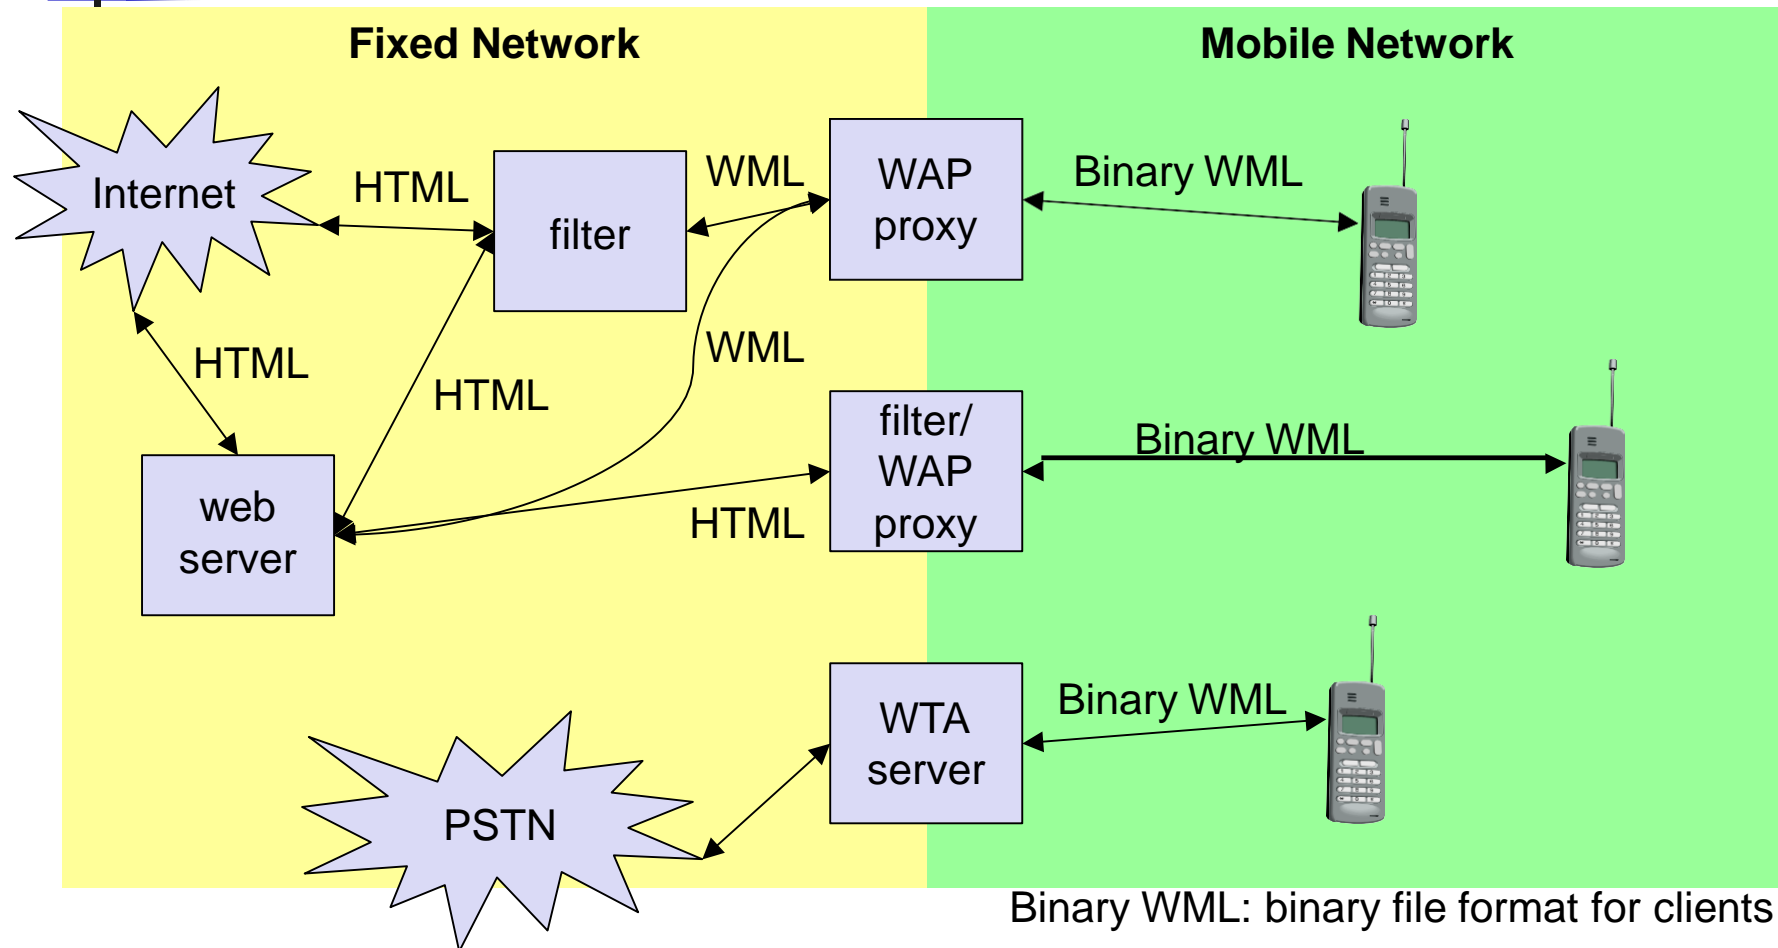 Fixed Network
Mobile Network
Internet
HTML
filter
WML
WAP
proxy
Binary WML
HTML
HTML
WML
web
server
HTML
filter/
WAP
proxy
Binary WML
PSTN
WTA
server
Binary WML
Binary WML: binary file format for clients